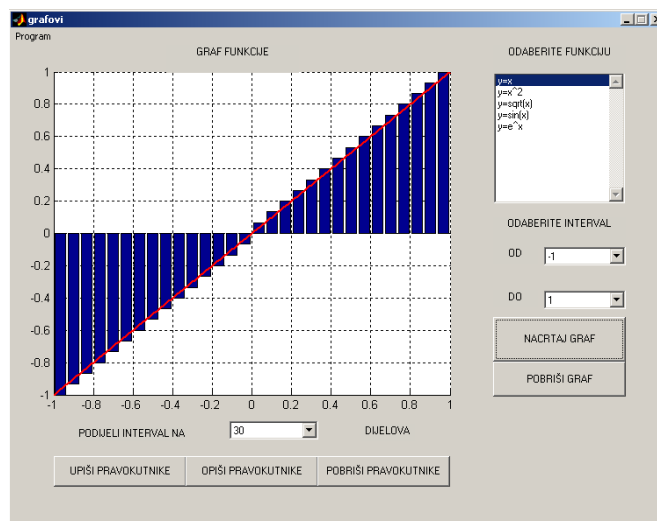 grafovi
Program
GRAF FUNKCIJE
ODABERITE FUNKCIJU
1
0.8
0.6
0.4
0.2
0
-0.2
-0.4
-0.6
-0.8
-1
-1 -0.8 -0.6 -0.4 -0.2 0 0.2 0.4 0.6 0.8 1
y=x
y=x^2
y=sqrt(x)
y=sin(x)
y=e^x
ODABERITE INTERVAL
OD -1
DO 1
NACRTAJ GRAF
POBRIŠI GRAF
PODIJELI INTERVAL NA 30 DIJELOVA
UPIŠI PRAVOKUTNIKE OPIŠI PRAVOKUTNIKE POBRIŠI PRAVOKUTNIKE